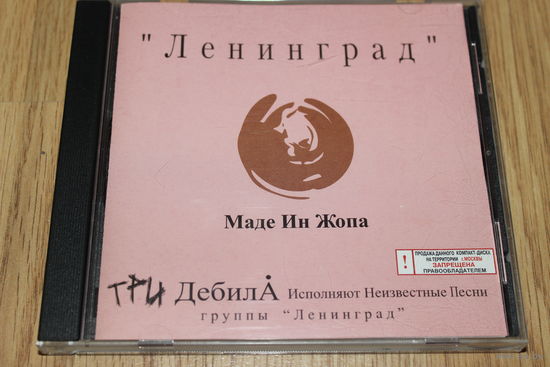 "Ленинград"
Маде Ин Жопа
! ПРОДАЖА ДАННОГО КОМПАКТ-ДИСКА
НА ТЕРРИТОРИИ г.МОСКВЫ
ЗАПРЕЩЕНА
ПРАВООБЛАДАТЕЛЕМ
ТРИ ДебилА Исполняют Неизвестные Песни
группы "Ленинград"